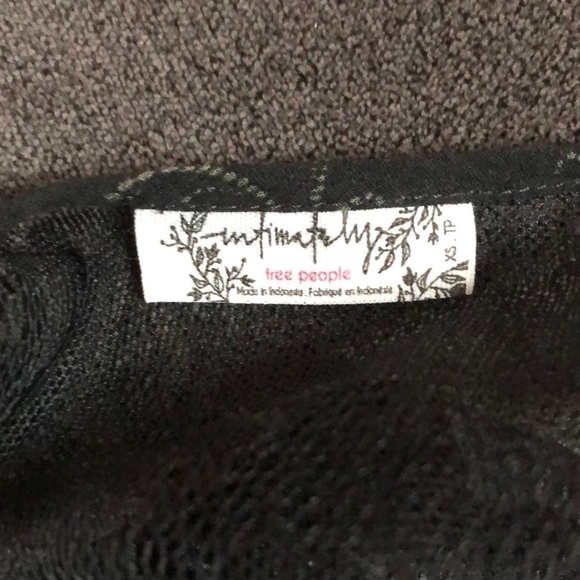 intimately
free people
Made in Indonesia . Fabriqué en Indonésie
XS . TP